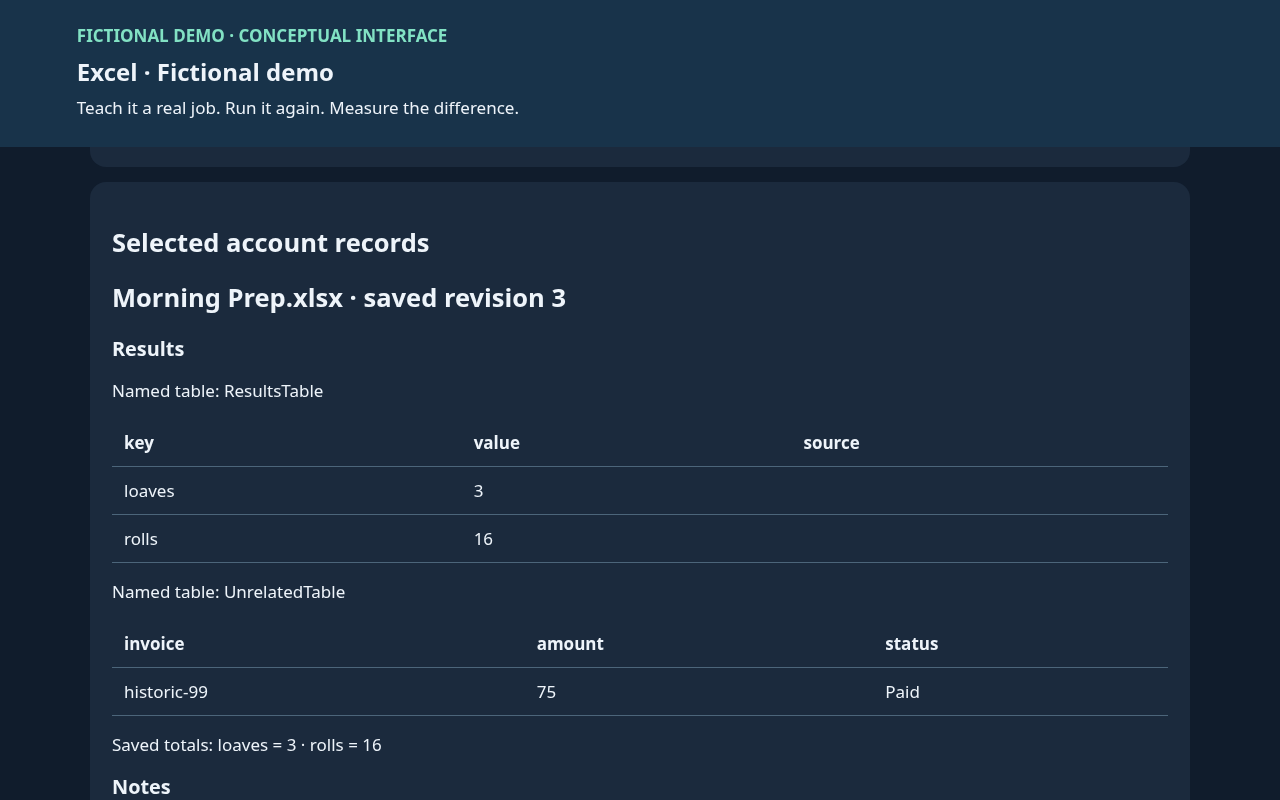 FICTIONAL DEMO · CONCEPTUAL INTERFACE
Excel · Fictional demo
Teach it a real job. Run it again. Measure the difference.
Selected account records
Morning Prep.xlsx · saved revision 3
Results
Named table: ResultsTable
key value source
loaves 3
rolls 16
Named table: UnrelatedTable
invoice amount status
historic-99 75 Paid
Saved totals: loaves = 3 · rolls = 16
Notes